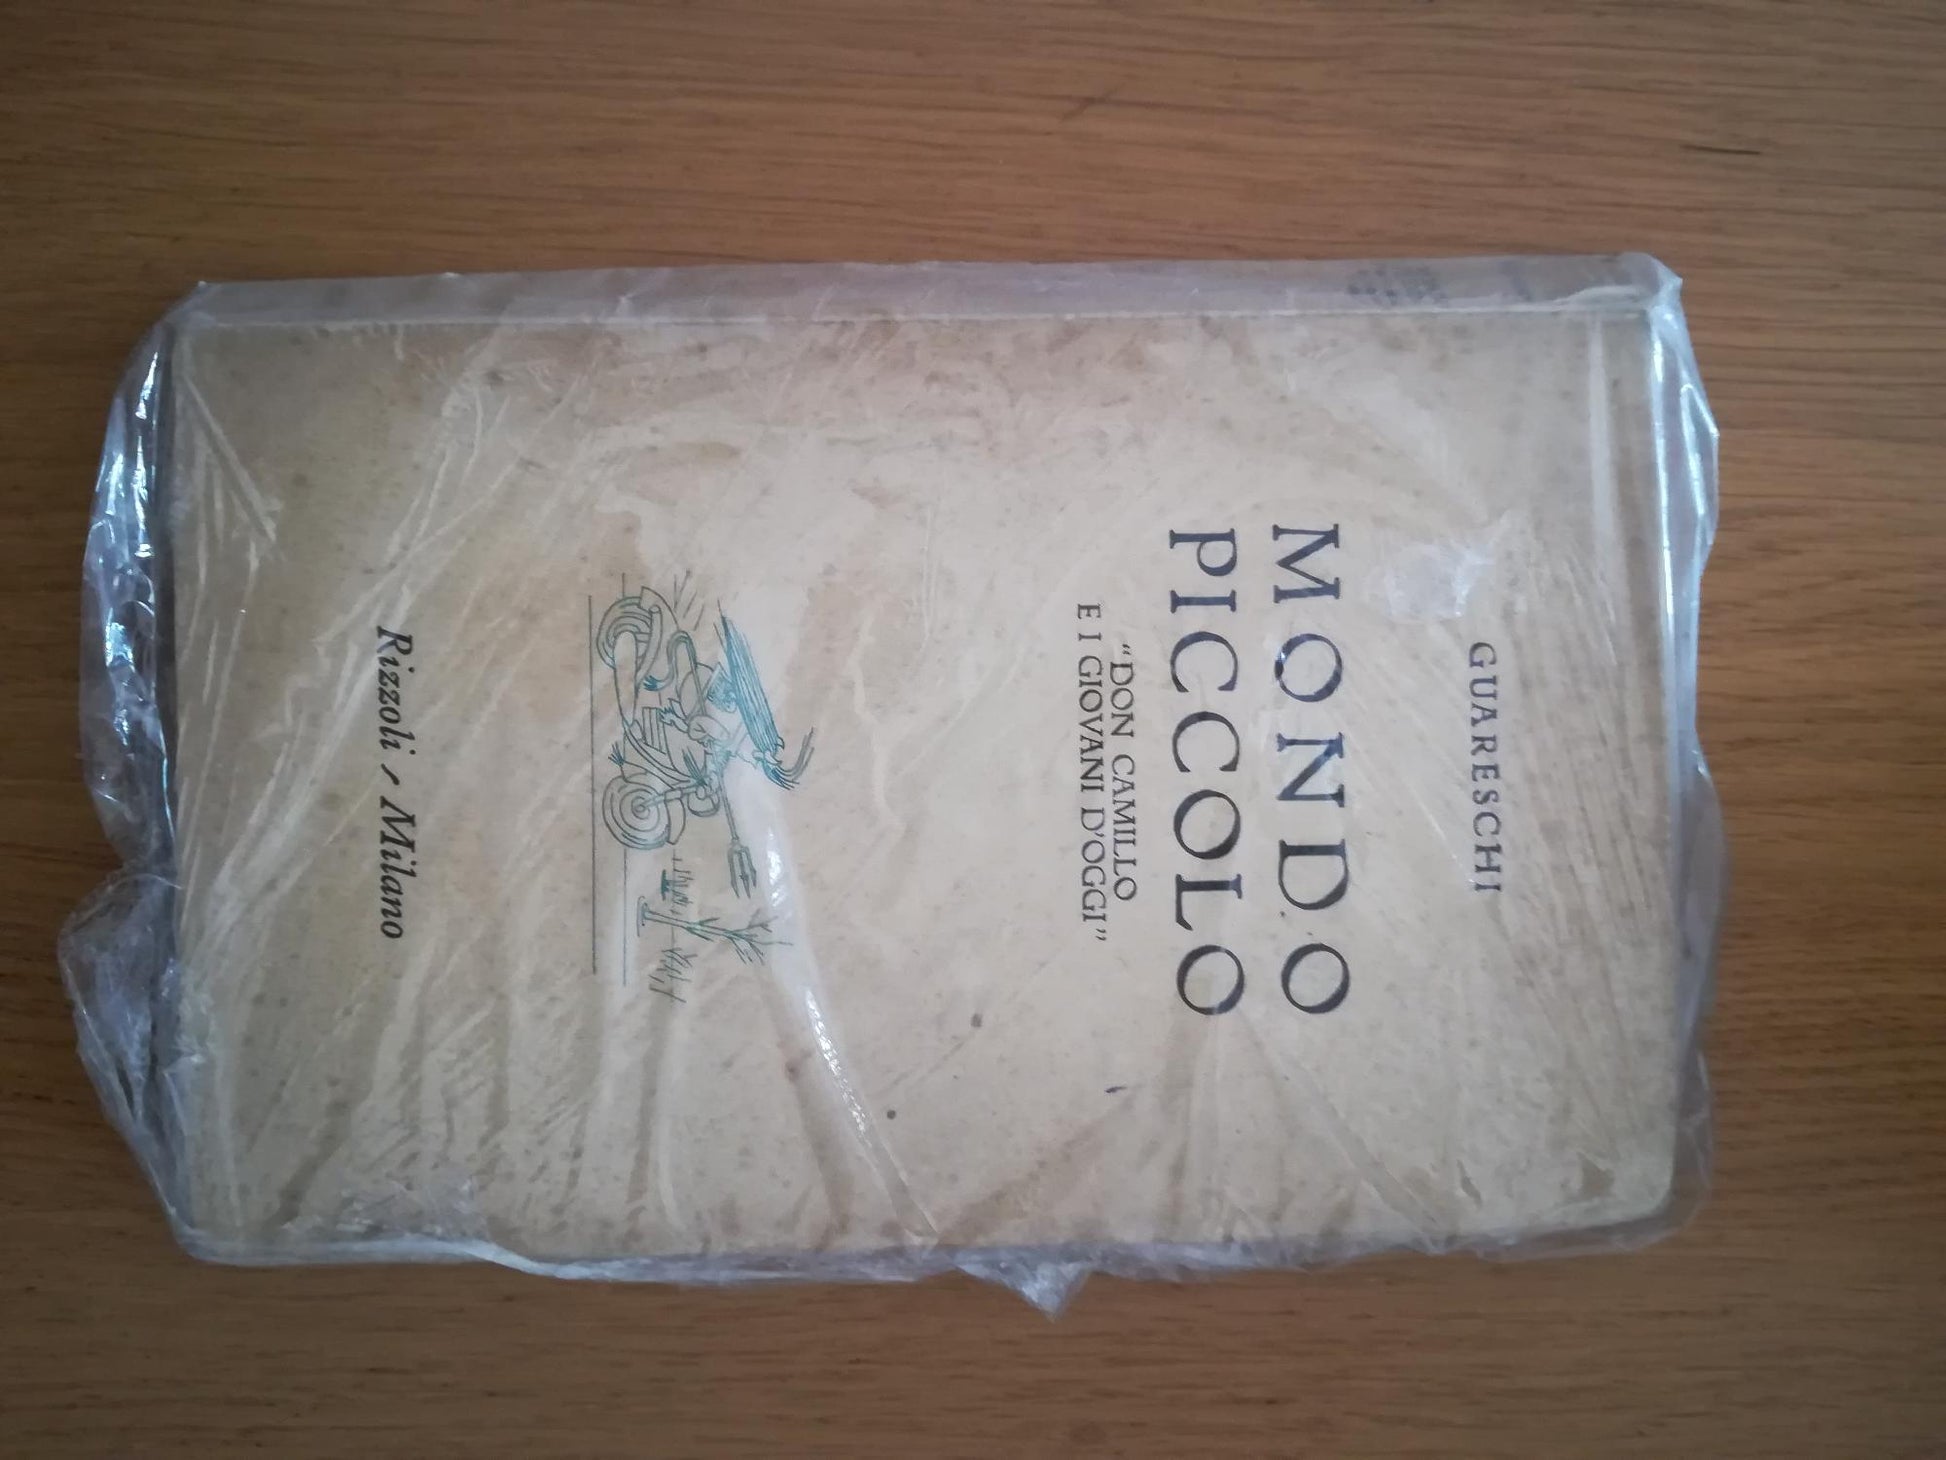 GUARESCHI
MONDO
PICCOLO
"DON CAMILLO
E I GIOVANI D'OGGI"
Rizzoli - Milano